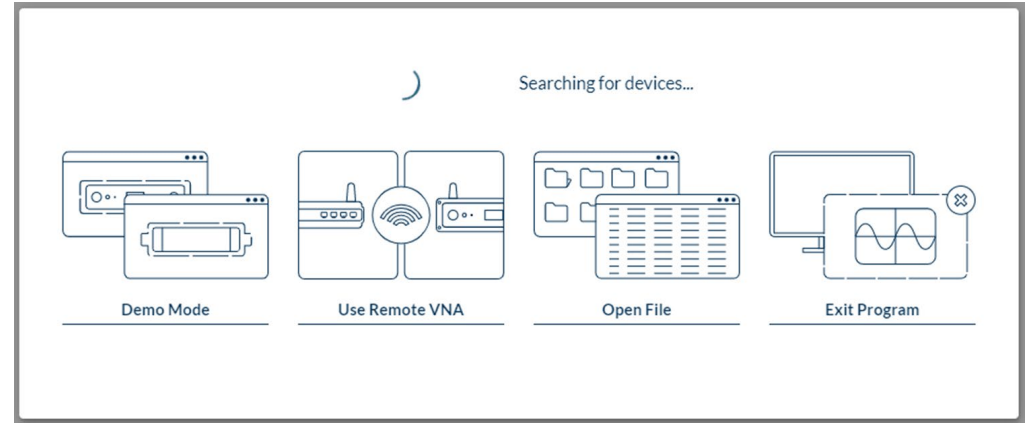 Searching for devices...
Demo Mode
Use Remote VNA
Open File
Exit Program